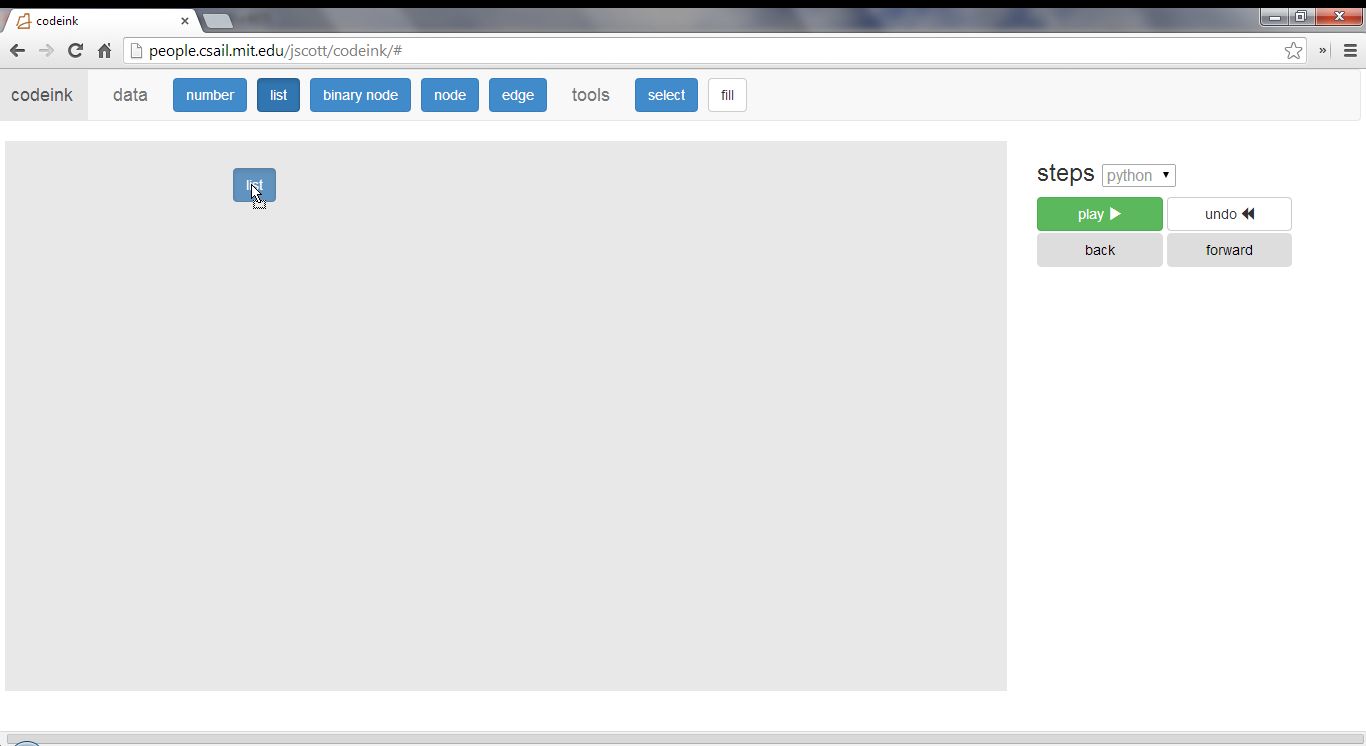 codeink
people.csail.mit.edu/jscott/codeink/#
codeink data number list binary node node edge tools select fill
list
steps python
play undo
back forward